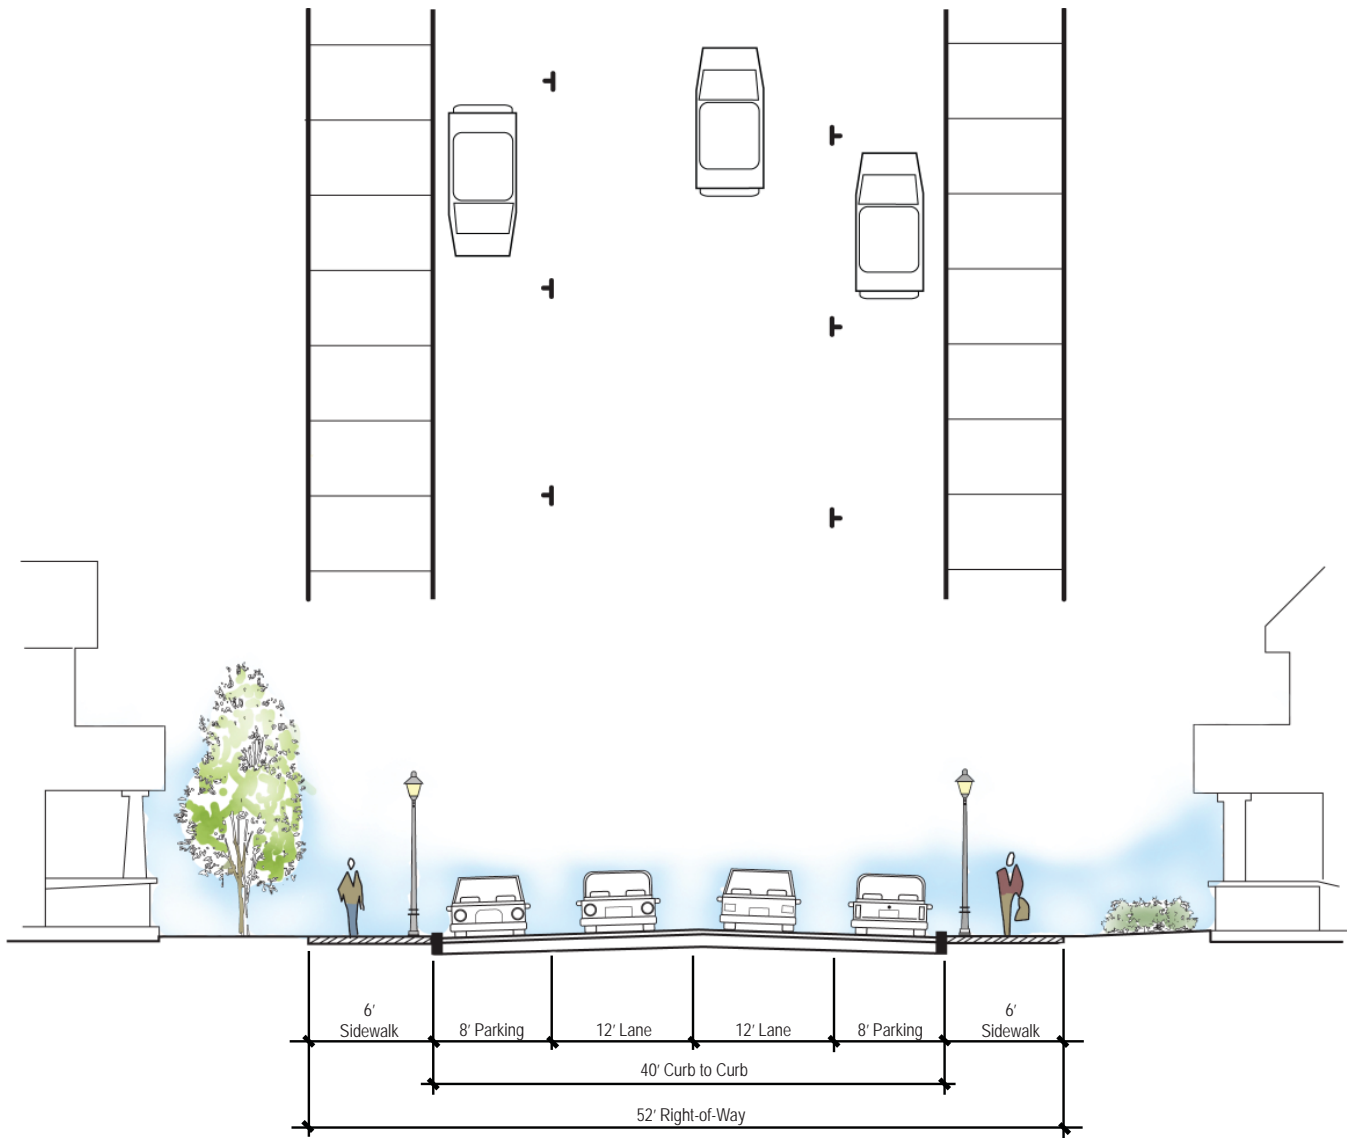 6′
Sidewalk
8′ Parking
12′ Lane
12′ Lane
8′ Parking
6′
Sidewalk
40′ Curb to Curb
52′ Right-of-Way